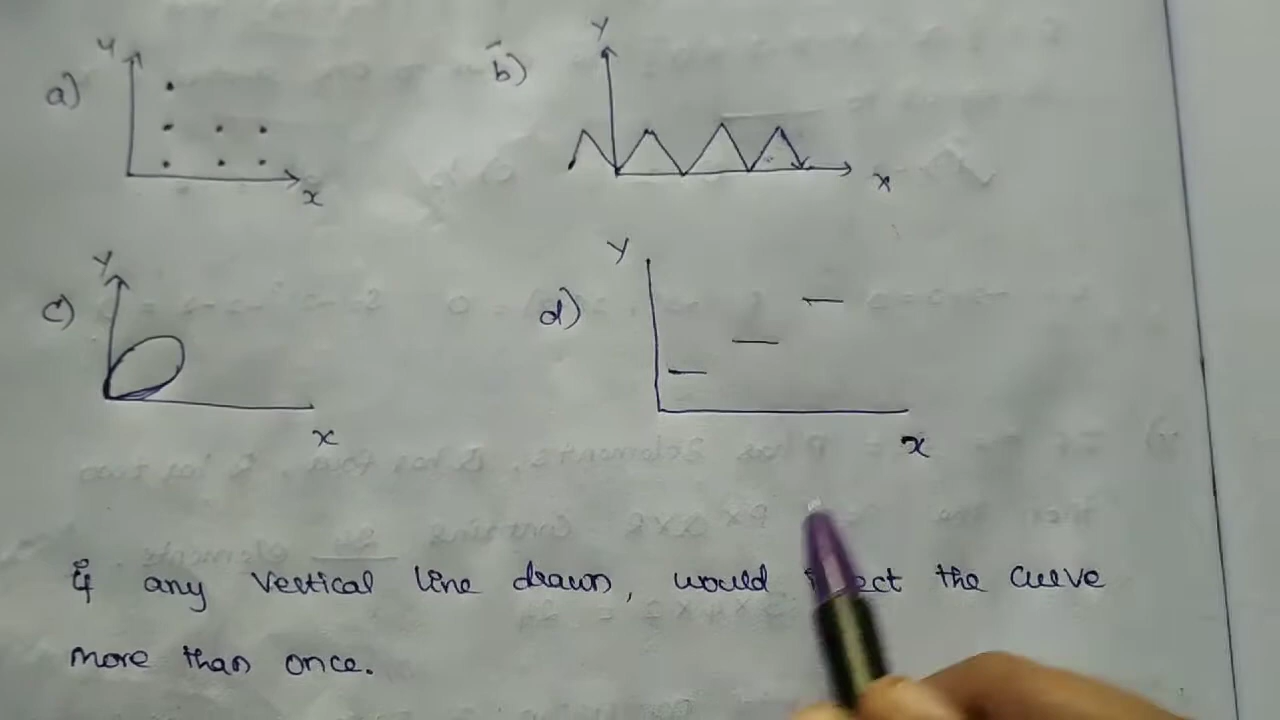 a) y x
b) y x
c) y x
d) y x
If any vertical line drawn, would the curve
more than once.